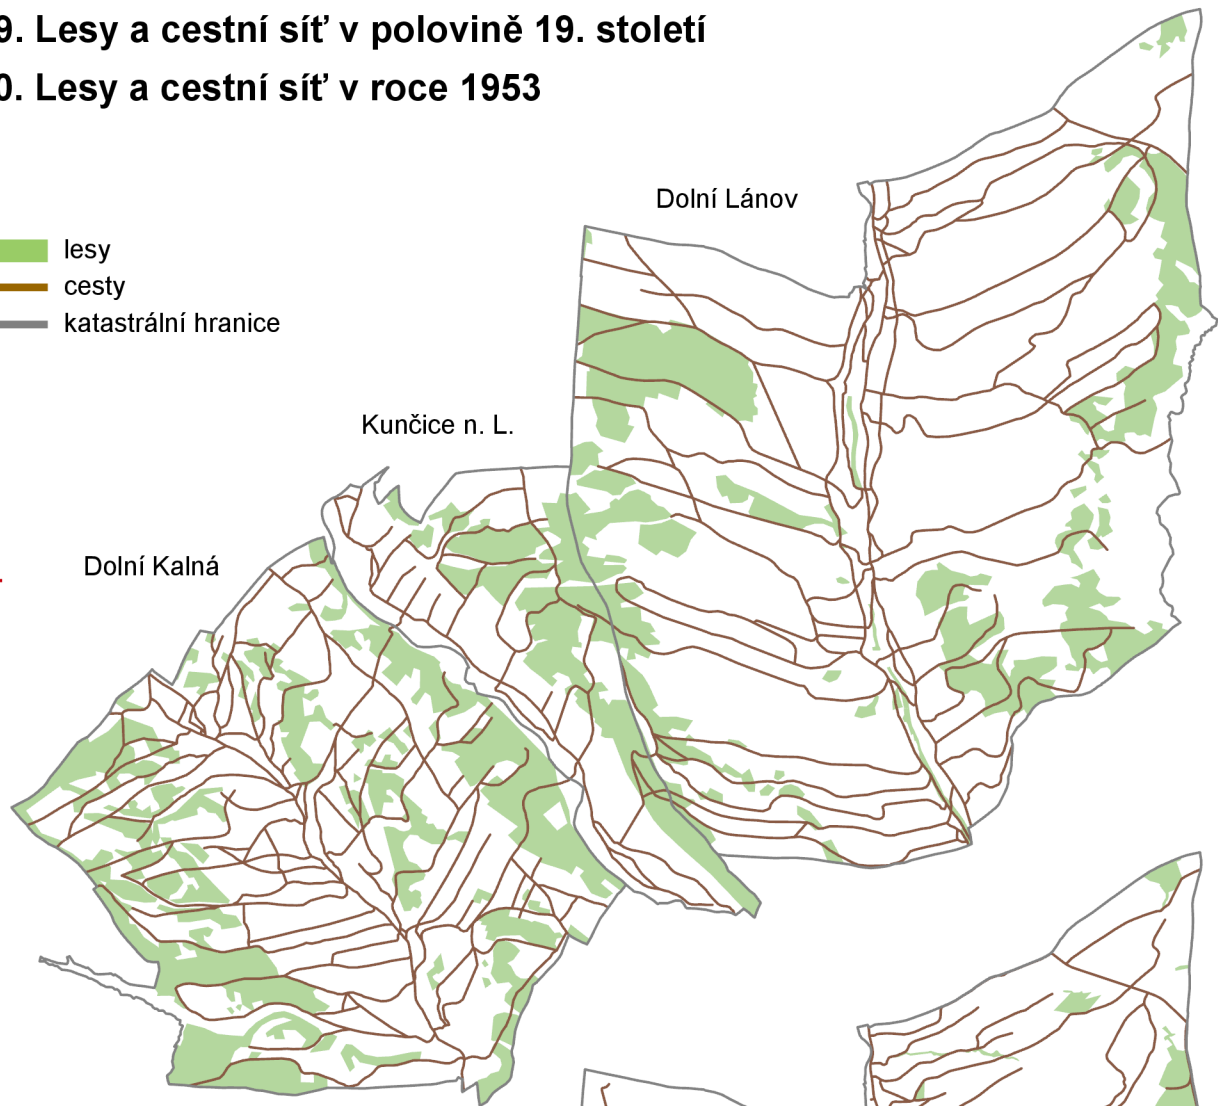 9. Lesy a cestní síť v polovině 19. století
0. Lesy a cestní síť v roce 1953
Dolní Lánov
lesy
cesty
katastrální hranice
Kunčice n. L.
Dolní Kalná